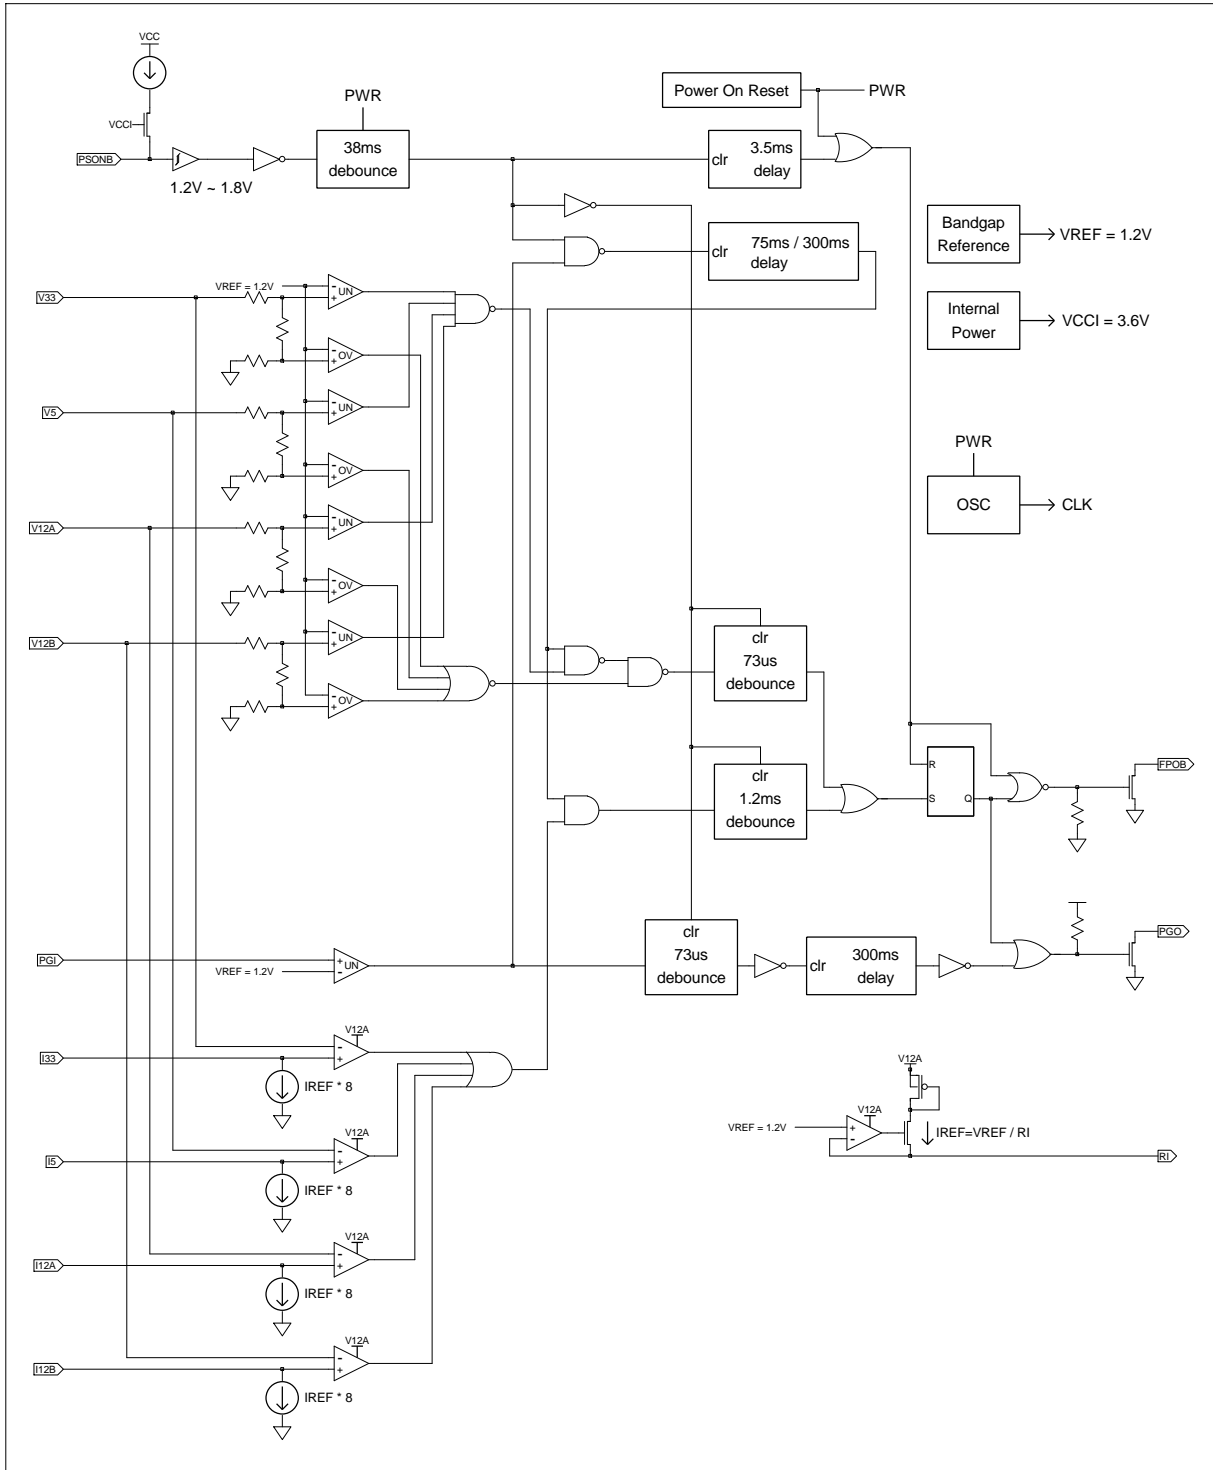 VCC
VCCI
PSONB
1.2V ~ 1.8V
PWR
38ms
debounce
Power On Reset
PWR
clr
3.5ms
delay
clr
75ms / 300ms
delay
Bandgap
Reference
VREF = 1.2V
Internal
Power
VCCI = 3.6V
PWR
OSC
CLK
V33
VREF = 1.2V
-
+
UN
-
+
OV
V5
-
+
UN
-
+
OV
V12A
-
+
UN
-
+
OV
V12B
-
+
UN
-
+
OV
clr
73us
debounce
clr
1.2ms
debounce
R
S
Q
FPOB
PGI
VREF = 1.2V
+
-
UN
clr
73us
debounce
clr
300ms
delay
PGO
I33
V12A
-
+
IREF * 8
I5
V12A
-
+
IREF * 8
I12A
V12A
-
+
IREF * 8
I12B
V12A
-
+
IREF * 8
V12A
VREF = 1.2V
V12A
+
-
IREF=VREF / RI
RI